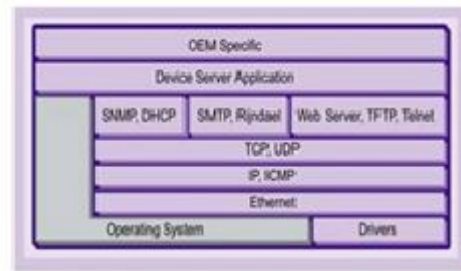 OEM Specific
Device Server Application
SNMP, DHCP SMTP, Rijndael Web Server, TFTP, Telnet
TCP, UDP
IP, ICMP
Ethernet
Operating System Drivers